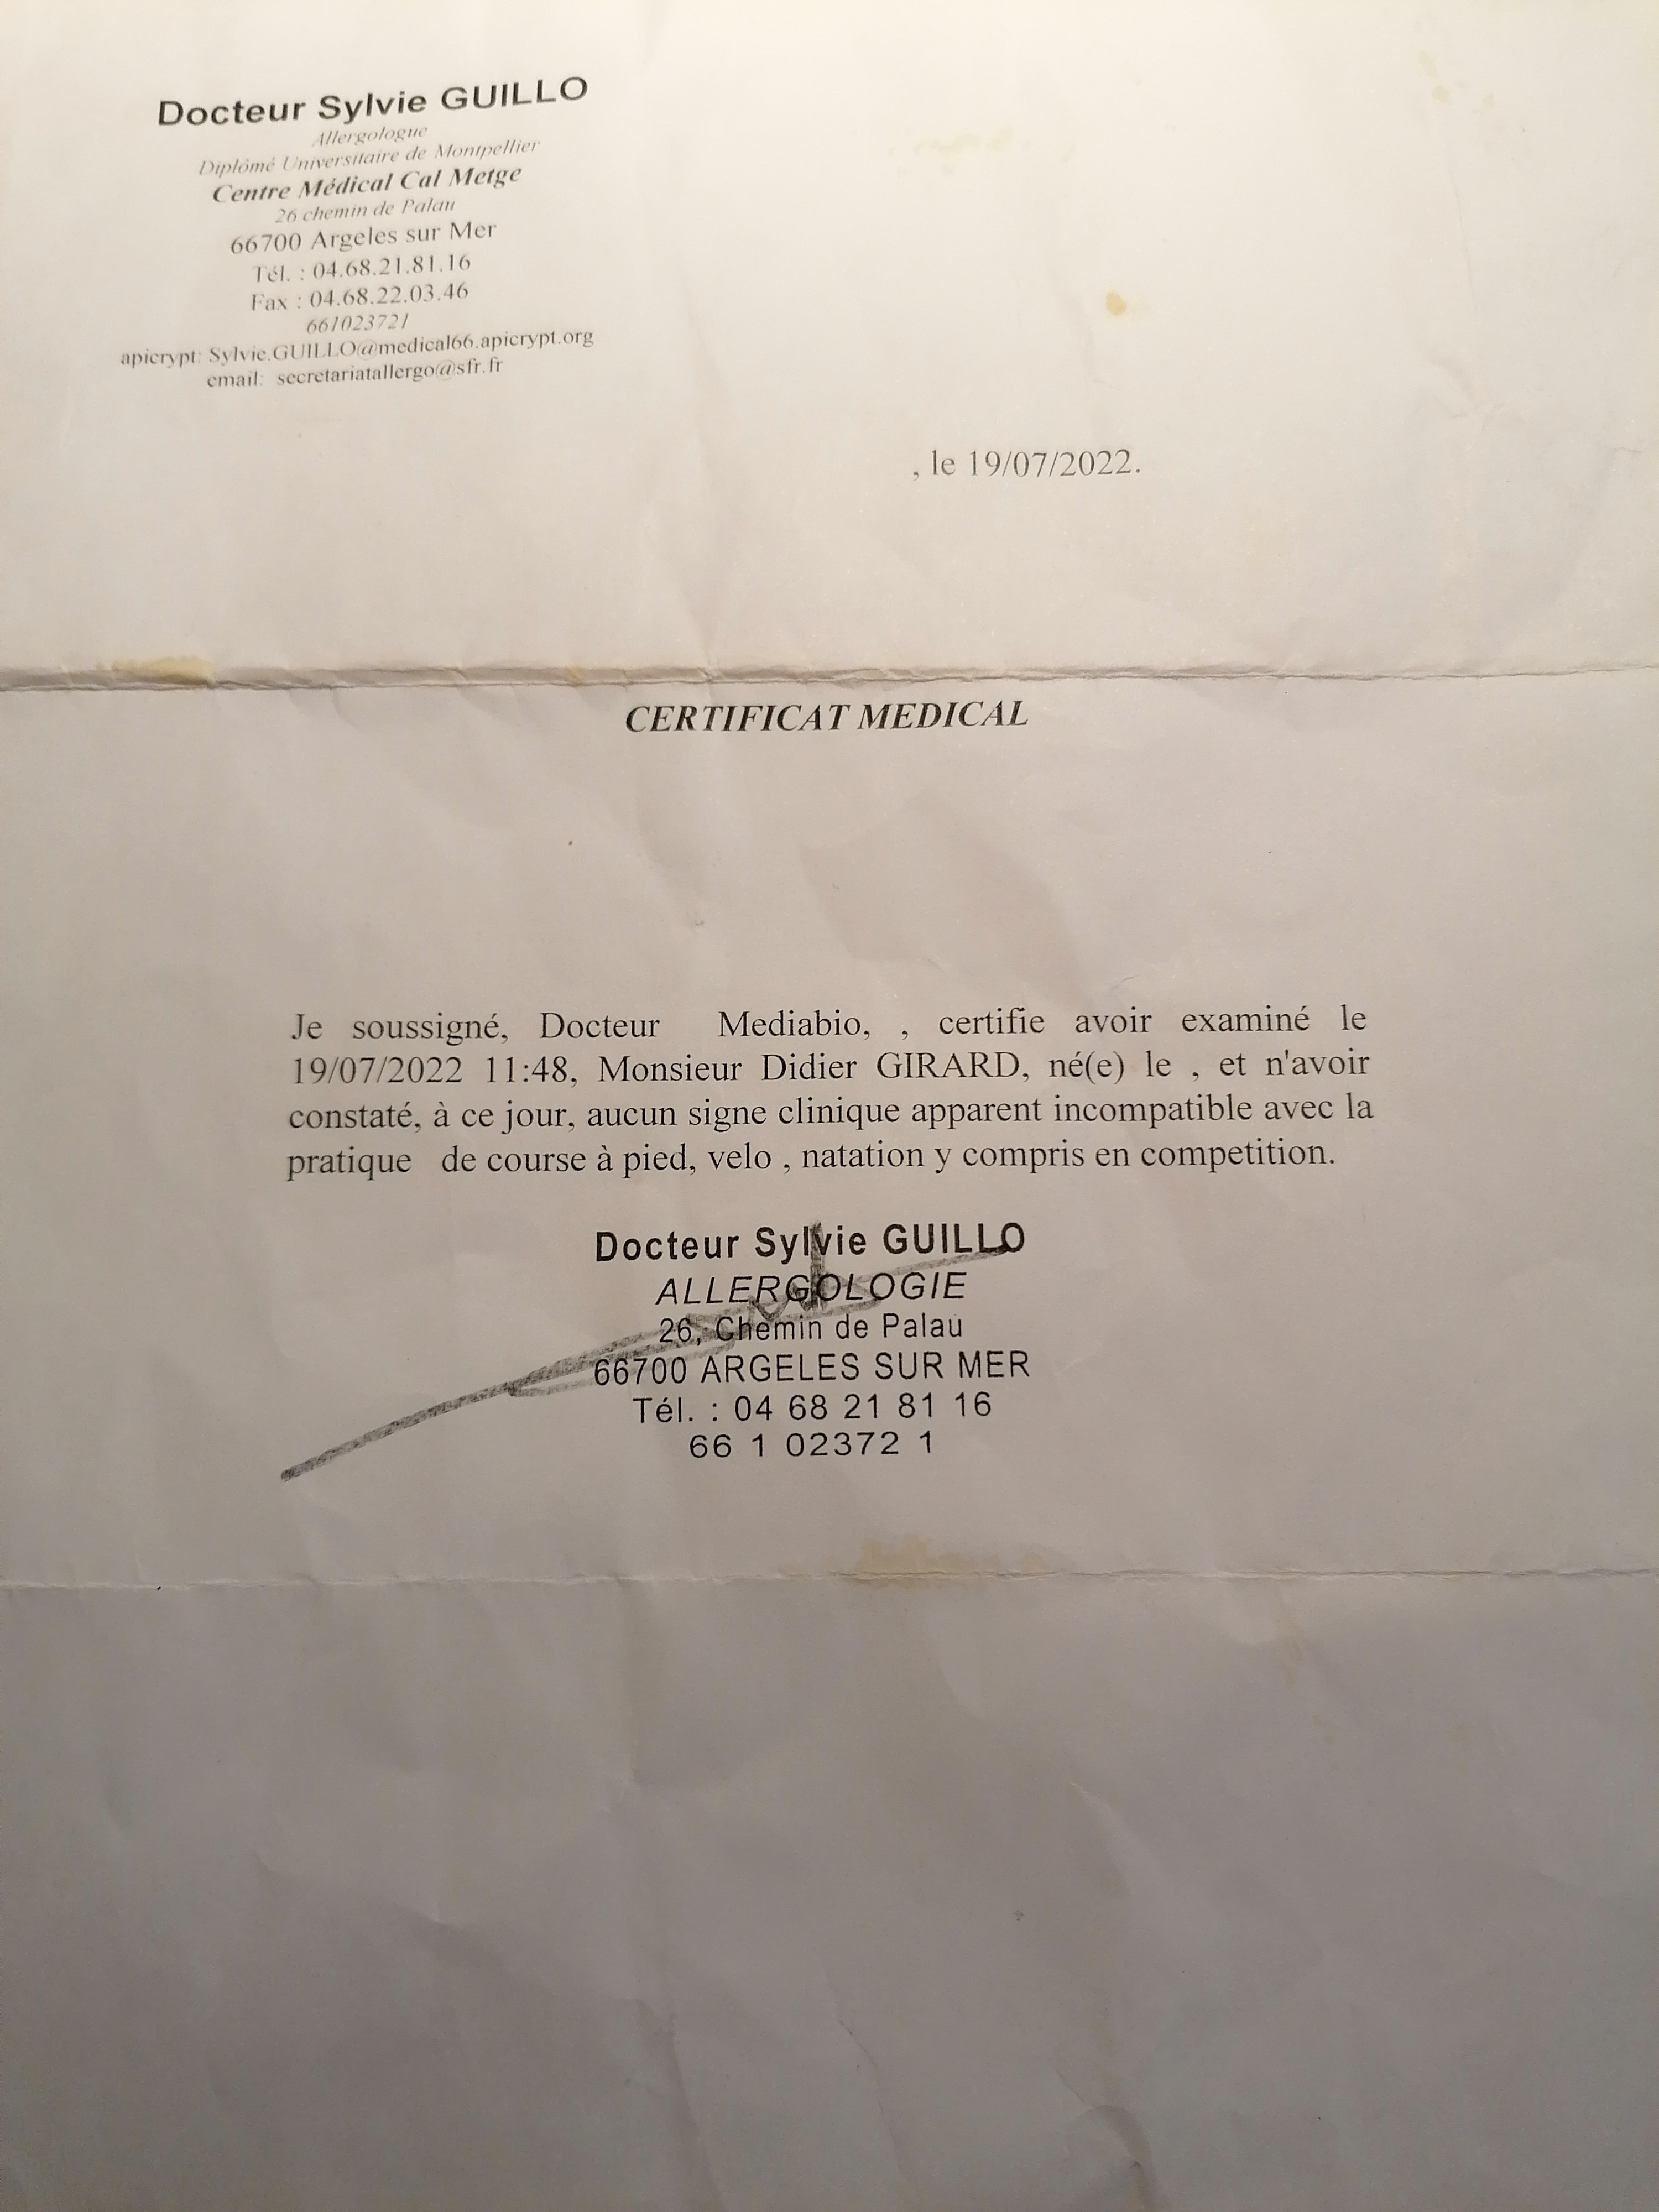 Docteur Sylvie GUILLO
Allergologue
Diplômé Universitaire de Montpellier
Centre Médical Cal Metge
26 chemin de Palau
66700 Argeles sur Mer
Tél. : 04.68.21.81.16
Fax : 04.68.22.03.46
661023721
apicrypt: Sylvie.GUILLO@medical66.apicrypt.org
email: secretariatallergo@sfr.fr
, le 19/07/2022.
CERTIFICAT MEDICAL
Je soussigné, Docteur Mediabio, , certifie avoir examiné le
19/07/2022 11:48, Monsieur Didier GIRARD, né(e) le , et n'avoir
constaté, à ce jour, aucun signe clinique apparent incompatible avec la
pratique de course à pied, velo , natation y compris en competition.
Docteur Sylvie GUILLO
ALLERGOLOGIE
26, Chemin de Palau
66700 ARGELES SUR MER
Tél. : 04 68 21 81 16
66 1 02372 1